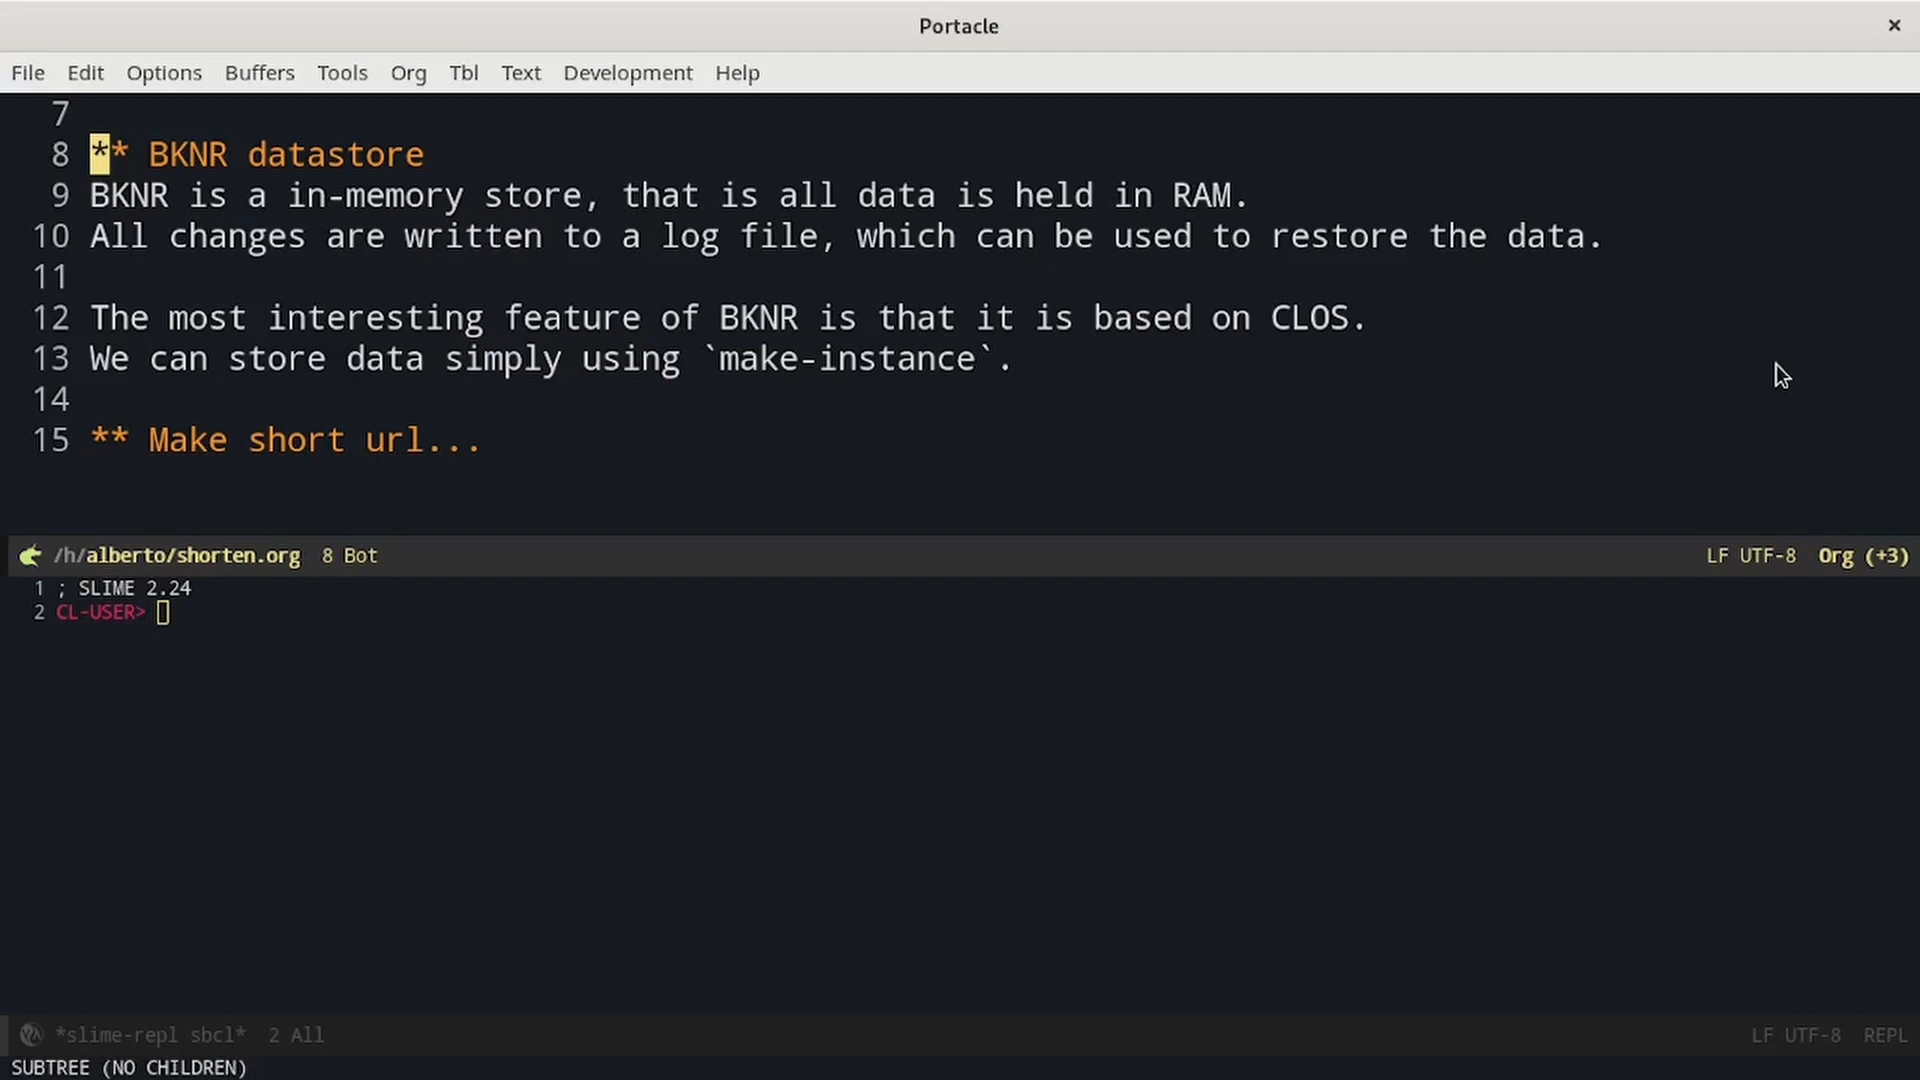 Portacle
File Edit Options Buffers Tools Org Tbl Text Development Help
7
8 ** BKNR datastore
9 BKNR is a in-memory store, that is all data is held in RAM.
10 All changes are written to a log file, which can be used to restore the data.
11
12 The most interesting feature of BKNR is that it is based on CLOS.
13 We can store data simply using `make-instance`.
14
15 ** Make short url...
/h/alberto/shorten.org 8 Bot LF UTF-8 Org (+3)
1 ; SLIME 2.24
2 CL-USER>
*slime-repl sbcl* 2 All LF UTF-8 REPL
SUBTREE (NO CHILDREN)